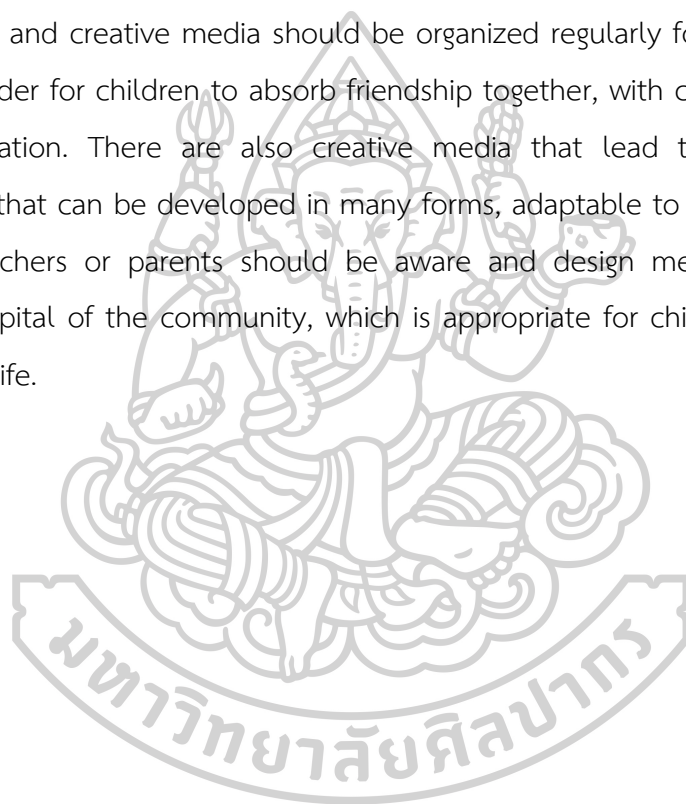 and creative media should be organized regularly fo
der for children to absorb friendship together, with c
ation. There are also creative media that lead t
that can be developed in many forms, adaptable to
chers or parents should be aware and design me
pital of the community, which is appropriate for chi
ife.
มหาวิทยาลัยศิลปากร